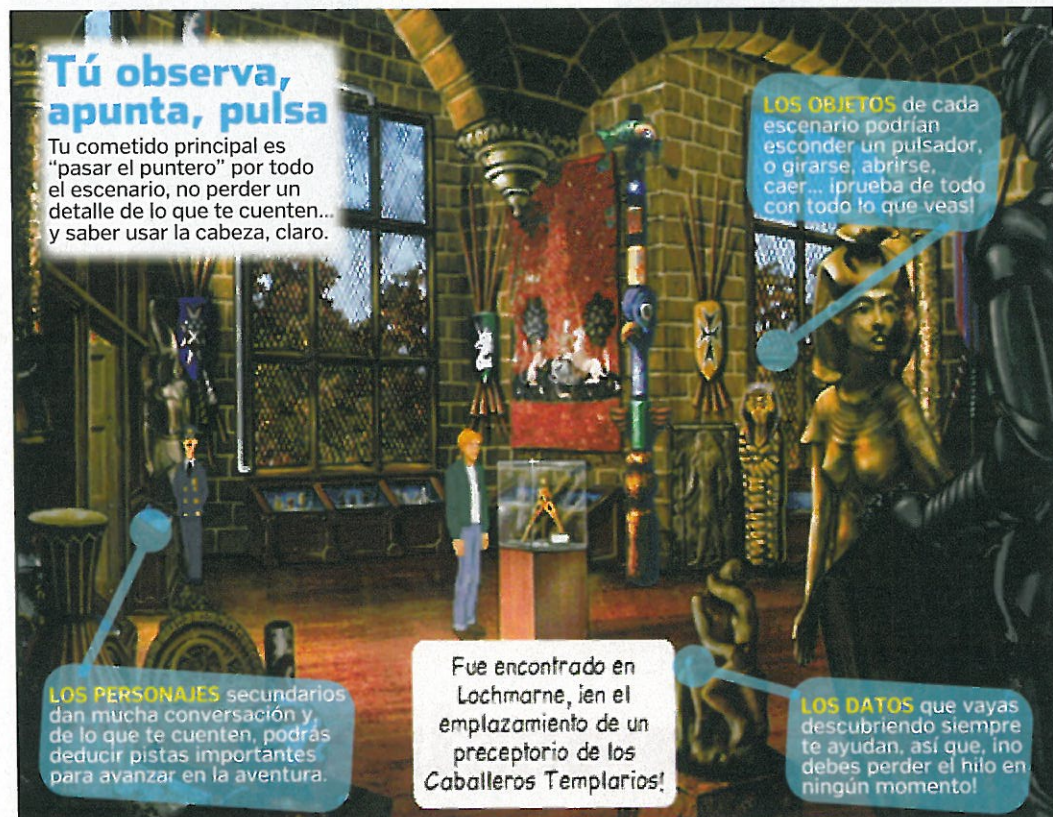 Tú observa,
apunta, pulsa
Tu cometido principal es
“pasar el puntero” por todo
el escenario, no perder un
detalle de lo que te cuenten...
y saber usar la cabeza, claro.
LOS OBJETOS de cada
escenario podrían
esconder un pulsador,
o girarse, abrirse,
caer... ¡prueba de todo
con todo lo que veas!
LOS PERSONAJES secundarios
dan mucha conversación y,
de lo que te cuenten, podrás
deducir pistas importantes
para avanzar en la aventura.
Fue encontrado en
Lochmarne, ¡en el
emplazamiento de un
preceptorio de los
Caballeros Templarios!
LOS DATOS que vayas
descubriendo siempre
te ayudan, así que, ¡no
debes perder el hilo en
ningún momento!